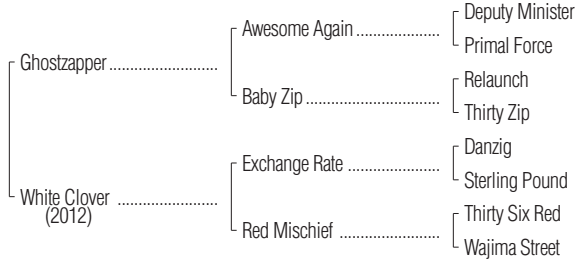 Deputy Minister
Awesome Again ....................
Primal Force
Ghostzapper ..........................
Relaunch
Baby Zip ................................
Thirty Zip
Danzig
Exchange Rate ......................
Sterling Pound
White Clover ........................
(2012)
Thirty Six Red
Red Mischief ........................
Wajima Street